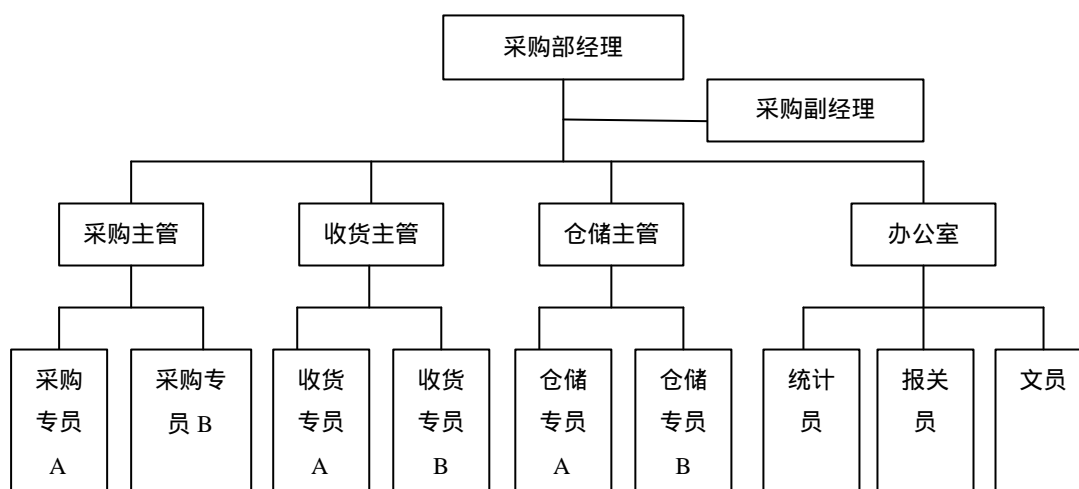 采购部经理
采购副经理
采购主管
收货主管
仓储主管
办公室
采购
专员
A
采购专
员 B
收货
专员
A
收货
专员
B
仓储
专员
A
仓储
专员
B
统计
员
报关
员
文员